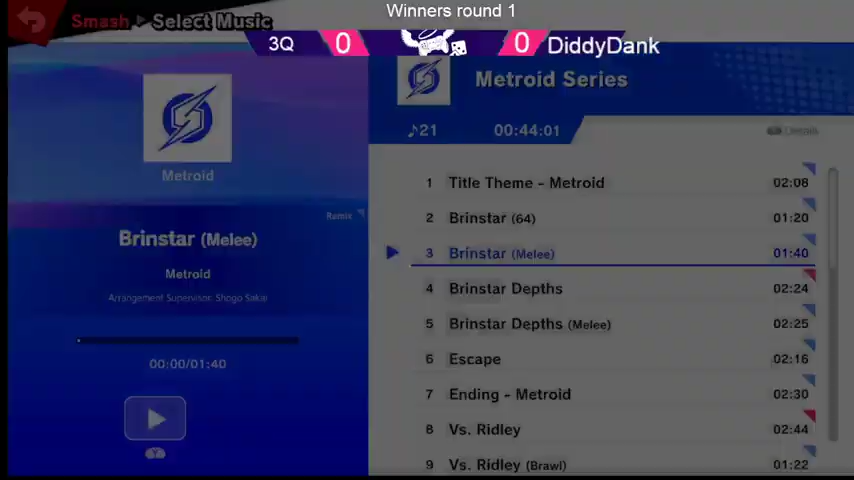 Winners round 1
Smash ▶ Select Music
3Q 0 0 DiddyDank
Metroid Series
♪21 00:44:01 Details
Metroid
Remix
Brinstar (Melee)
Metroid
Arrangement Supervisor: Shogo Sakai
00:00/01:40
1 Title Theme - Metroid 02:08
2 Brinstar (64) 01:20
3 Brinstar (Melee) 01:40
4 Brinstar Depths 02:24
5 Brinstar Depths (Melee) 02:25
6 Escape 02:16
7 Ending - Metroid 02:30
8 Vs. Ridley 02:44
9 Vs. Ridley (Brawl) 01:22